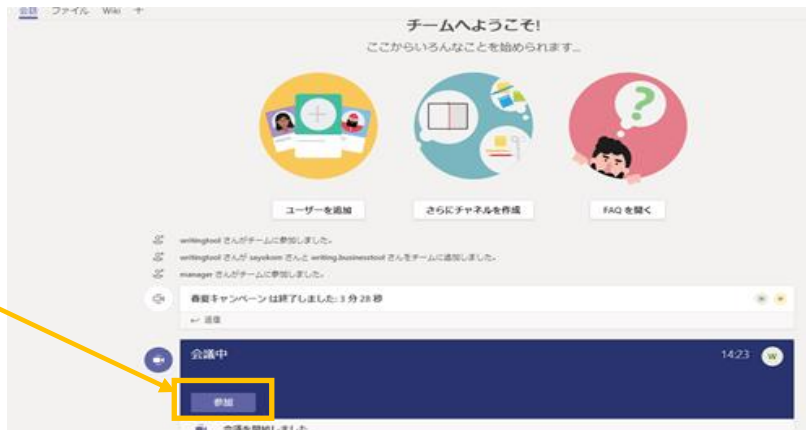 会話 ファイル Wiki +
チームへようこそ!
ここからいろんなことを始められます...
ユーザーを追加 さらにチャネルを作成 FAQ を開く
writingtool さんがチームに参加しました。
writingtool さんが sayokom さんと writing.businesstool さんをチームに追加しました。
manager さんがチームに参加しました。
春夏キャンペーン は終了しました: 3 分 28 秒
↩ 返信
会議中 14:23 W
参加
会議を開始しました